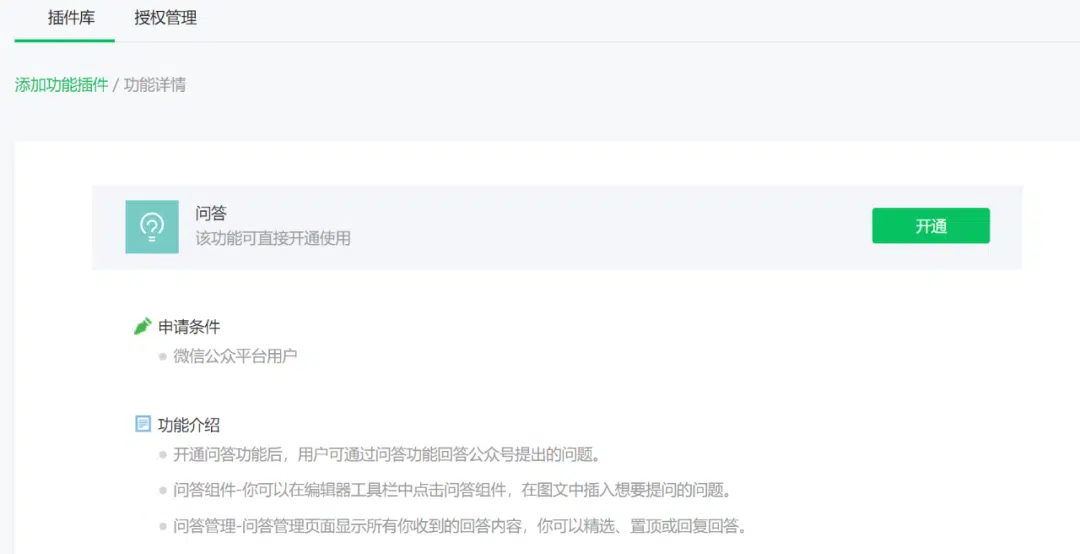 插件库 授权管理
添加功能插件 / 功能详情
问答
该功能可直接开通使用
开通
申请条件
微信公众平台用户
功能介绍
开通问答功能后，用户可通过问答功能回答公众号提出的问题。
问答组件-你可以在编辑器工具栏中点击问答组件，在图文中插入想要提问的问题。
问答管理-问答管理页面显示所有你收到的回答内容，你可以精选、置顶或回复回答。